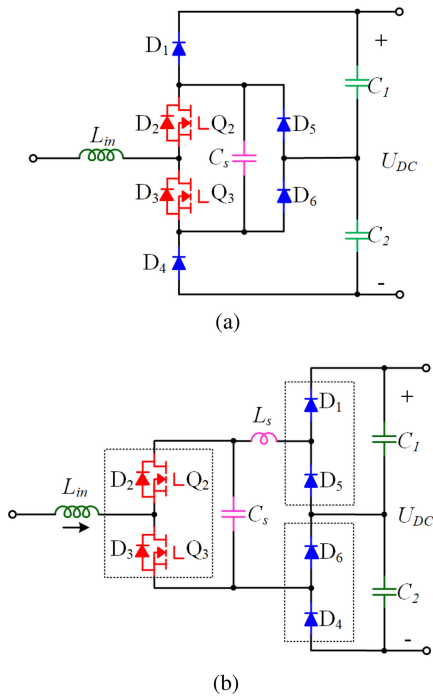 D1
+
C1
D2 Q2
D5
Lin
Cs
UDC
D3 Q3
D6
C2
D4
-
(a)
Ls
D1
+
C1
D2 Q2
D5
Lin
Cs
UDC
D3 Q3
D6
C2
D4
-
(b)